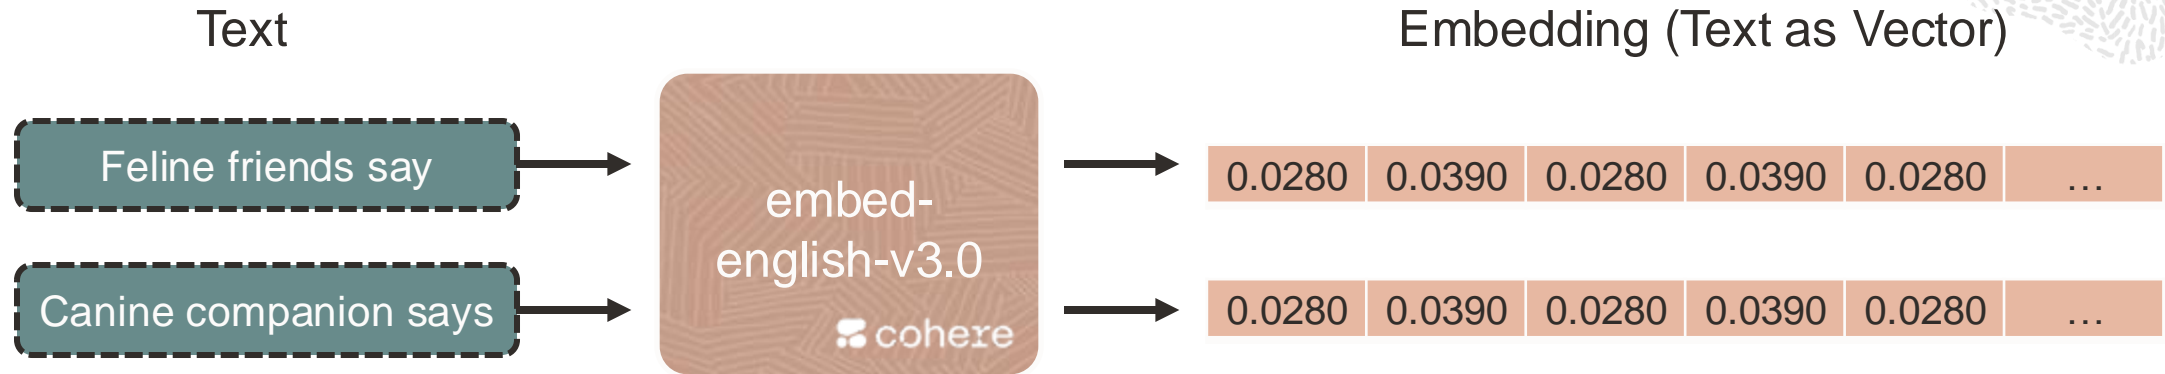 Text
Embedding (Text as Vector)
Feline friends say
0.0280 0.0390 0.0280 0.0390 0.0280 ...
embed-
english-v3.0
Canine companion says
0.0280 0.0390 0.0280 0.0390 0.0280 ...
cohere